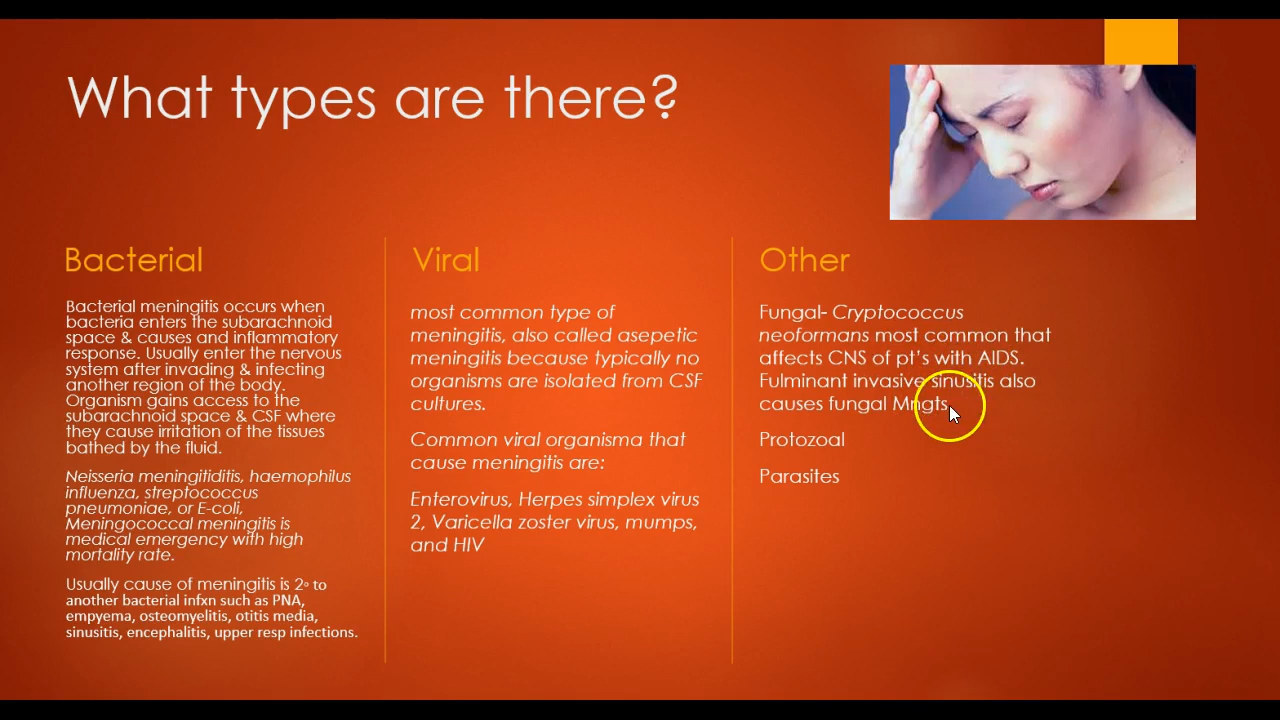 What types are there?
Bacterial
Bacterial meningitis occurs when
bacteria enters the subarachnoid
space & causes and inflammatory
response. Usually enter the nervous
system after invading & infecting
another region of the body.
Organism gains access to the
subarachnoid space & CSF where
they cause irritation of the tissues
bathed by the fluid.
Neisseria meningitiditis, haemophilus
influenza, streptococcus
pneumoniae, or E-coli,
Meningococcal meningitis is
medical emergency with high
mortality rate.
Usually cause of meningitis is 2◦ to
another bacterial infxn such as PNA,
empyema, osteomyelitis, otitis media,
sinusitis, encephalitis, upper resp infections.
Viral
most common type of
meningitis, also called asepetic
meningitis because typically no
organisms are isolated from CSF
cultures.
Common viral organisma that
cause meningitis are:
Enterovirus, Herpes simplex virus
2, Varicella zoster virus, mumps,
and HIV
Other
Fungal- Cryptococcus
neoformans most common that
affects CNS of pt's with AIDS.
Fulminant invasive sinusitis also
causes fungal Mngts.
Protozoal
Parasites